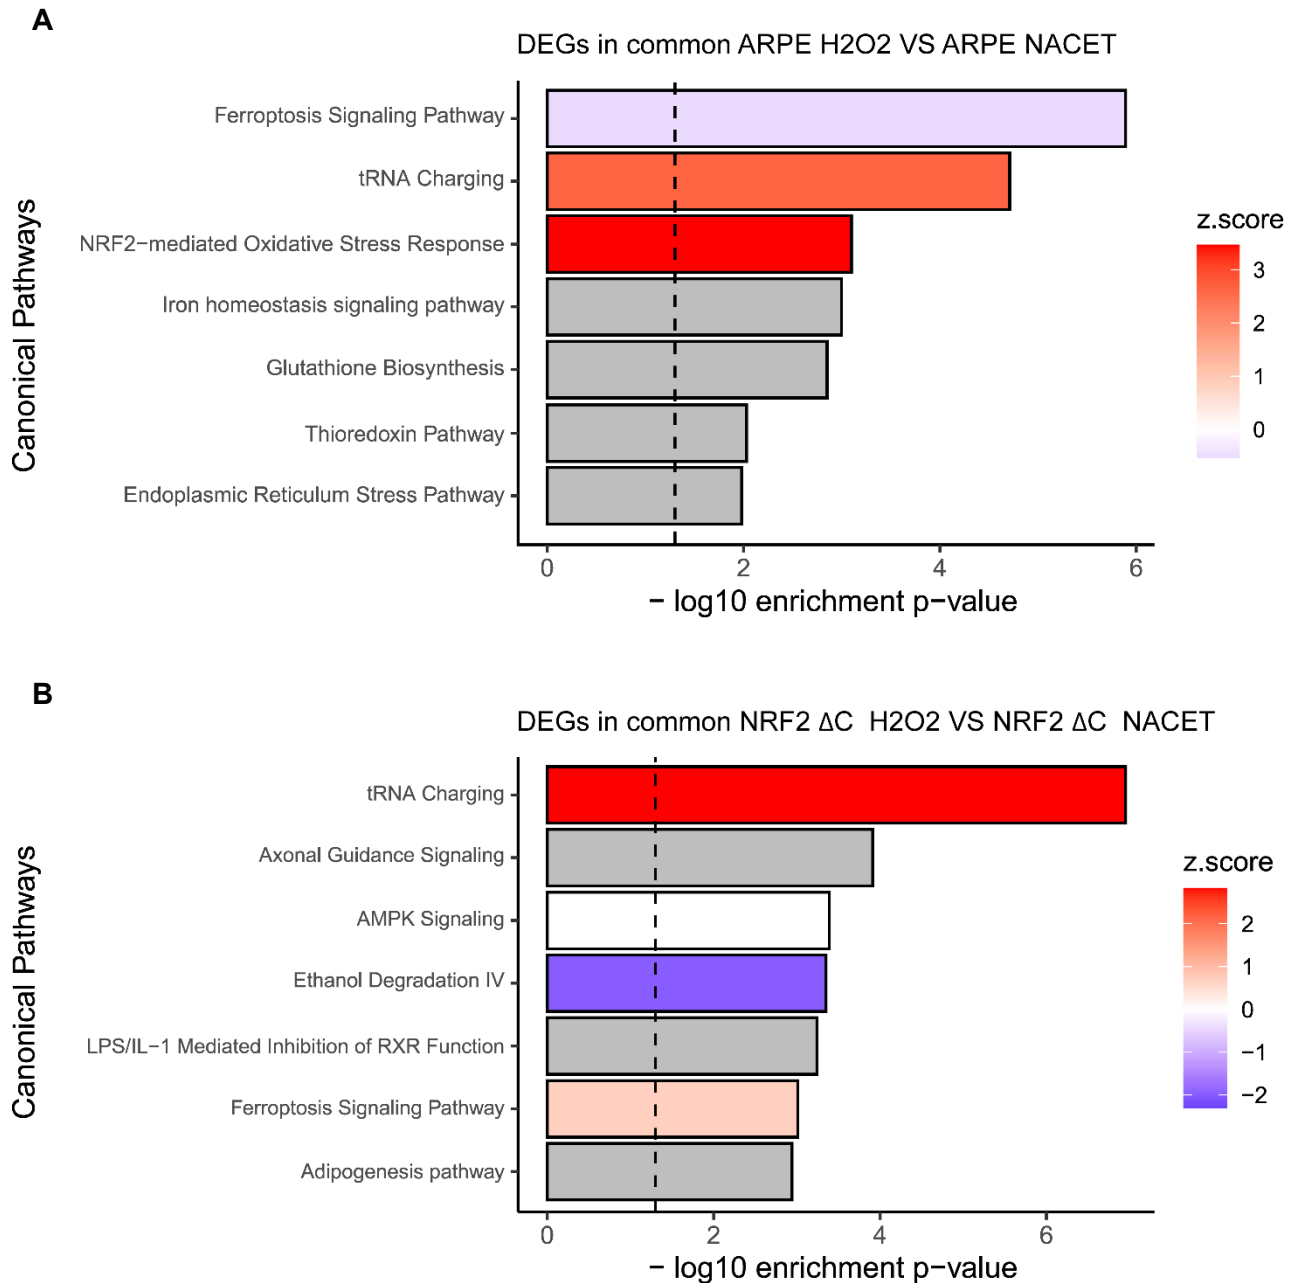 A
DEGs in common ARPE H2O2 VS ARPE NACET
Canonical Pathways
Ferroptosis Signaling Pathway
tRNA Charging
NRF2−mediated Oxidative Stress Response
Iron homeostasis signaling pathway
Glutathione Biosynthesis
Thioredoxin Pathway
Endoplasmic Reticulum Stress Pathway
0 2 4 6
− log10 enrichment p−value
z.score
3
2
1
0
B
DEGs in common NRF2 ΔC H2O2 VS NRF2 ΔC NACET
Canonical Pathways
tRNA Charging
Axonal Guidance Signaling
AMPK Signaling
Ethanol Degradation IV
LPS/IL−1 Mediated Inhibition of RXR Function
Ferroptosis Signaling Pathway
Adipogenesis pathway
0 2 4 6
− log10 enrichment p−value
z.score
2
1
0
−1
−2